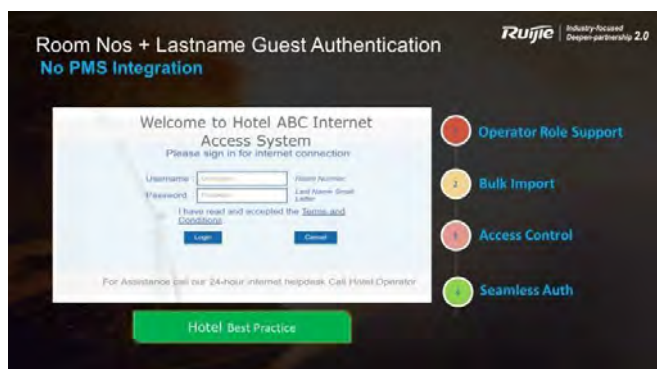 Room Nos + Lastname Guest Authentication
No PMS Integration
Ruijie
Industry-focused
Deepen-partnership 2.0
Welcome to Hotel ABC Internet
Access System
Please sign in for internet connection
Username
Room Number
Password
Last Name Small
Letter
I have read and accepted the Terms and
Conditions
Login
Cancel
For Assistance call our 24-hour internet helpdesk Call Hotel Operator
Hotel Best Practice
1 Operator Role Support
2 Bulk Import
3 Access Control
4 Seamless Auth